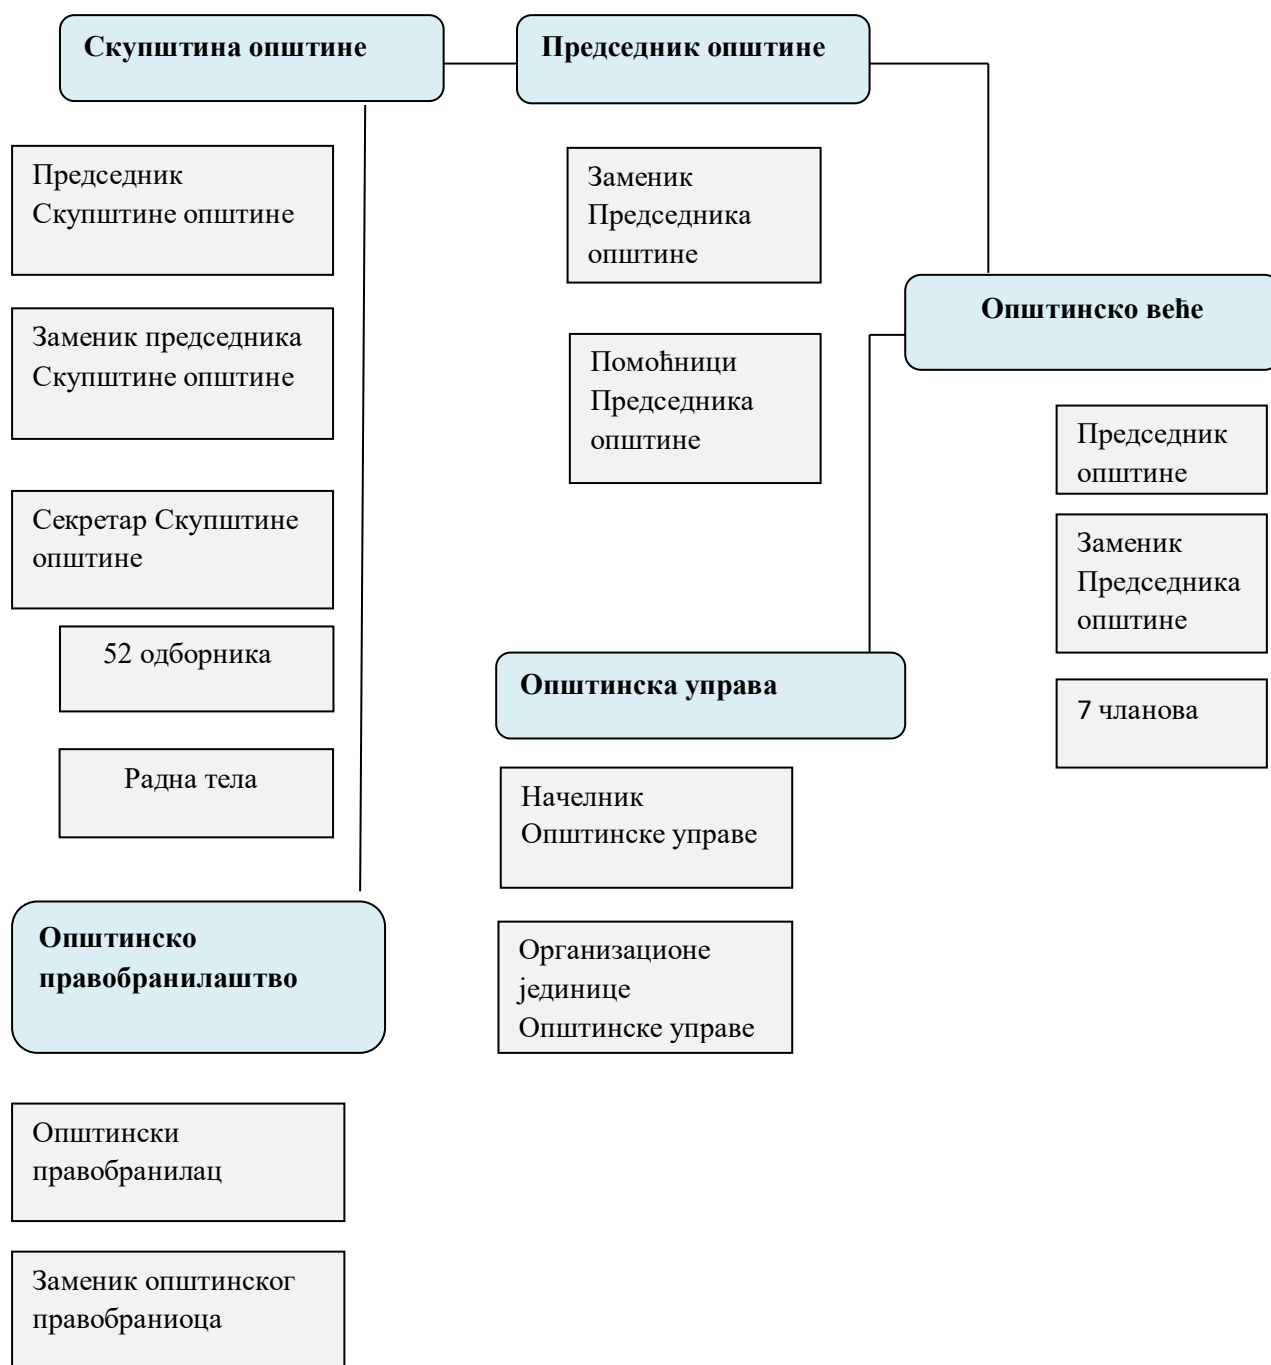 Скупштина општине
Председник општине
Председник
Скупштине општине
Заменик
Председника
општине
Општинско веће
Заменик председника
Скупштине општине
Помоћници
Председника
општине
Председник
општине
Секретар Скупштине
општине
Заменик
Председника
општине
52 одборника
Општинска управа
7 чланова
Радна тела
Начелник
Општинске управе
Општинско
правобранилаштво
Организационе
јединице
Општинске управе
Општински
правобранилац
Заменик општинског
правобраниоца